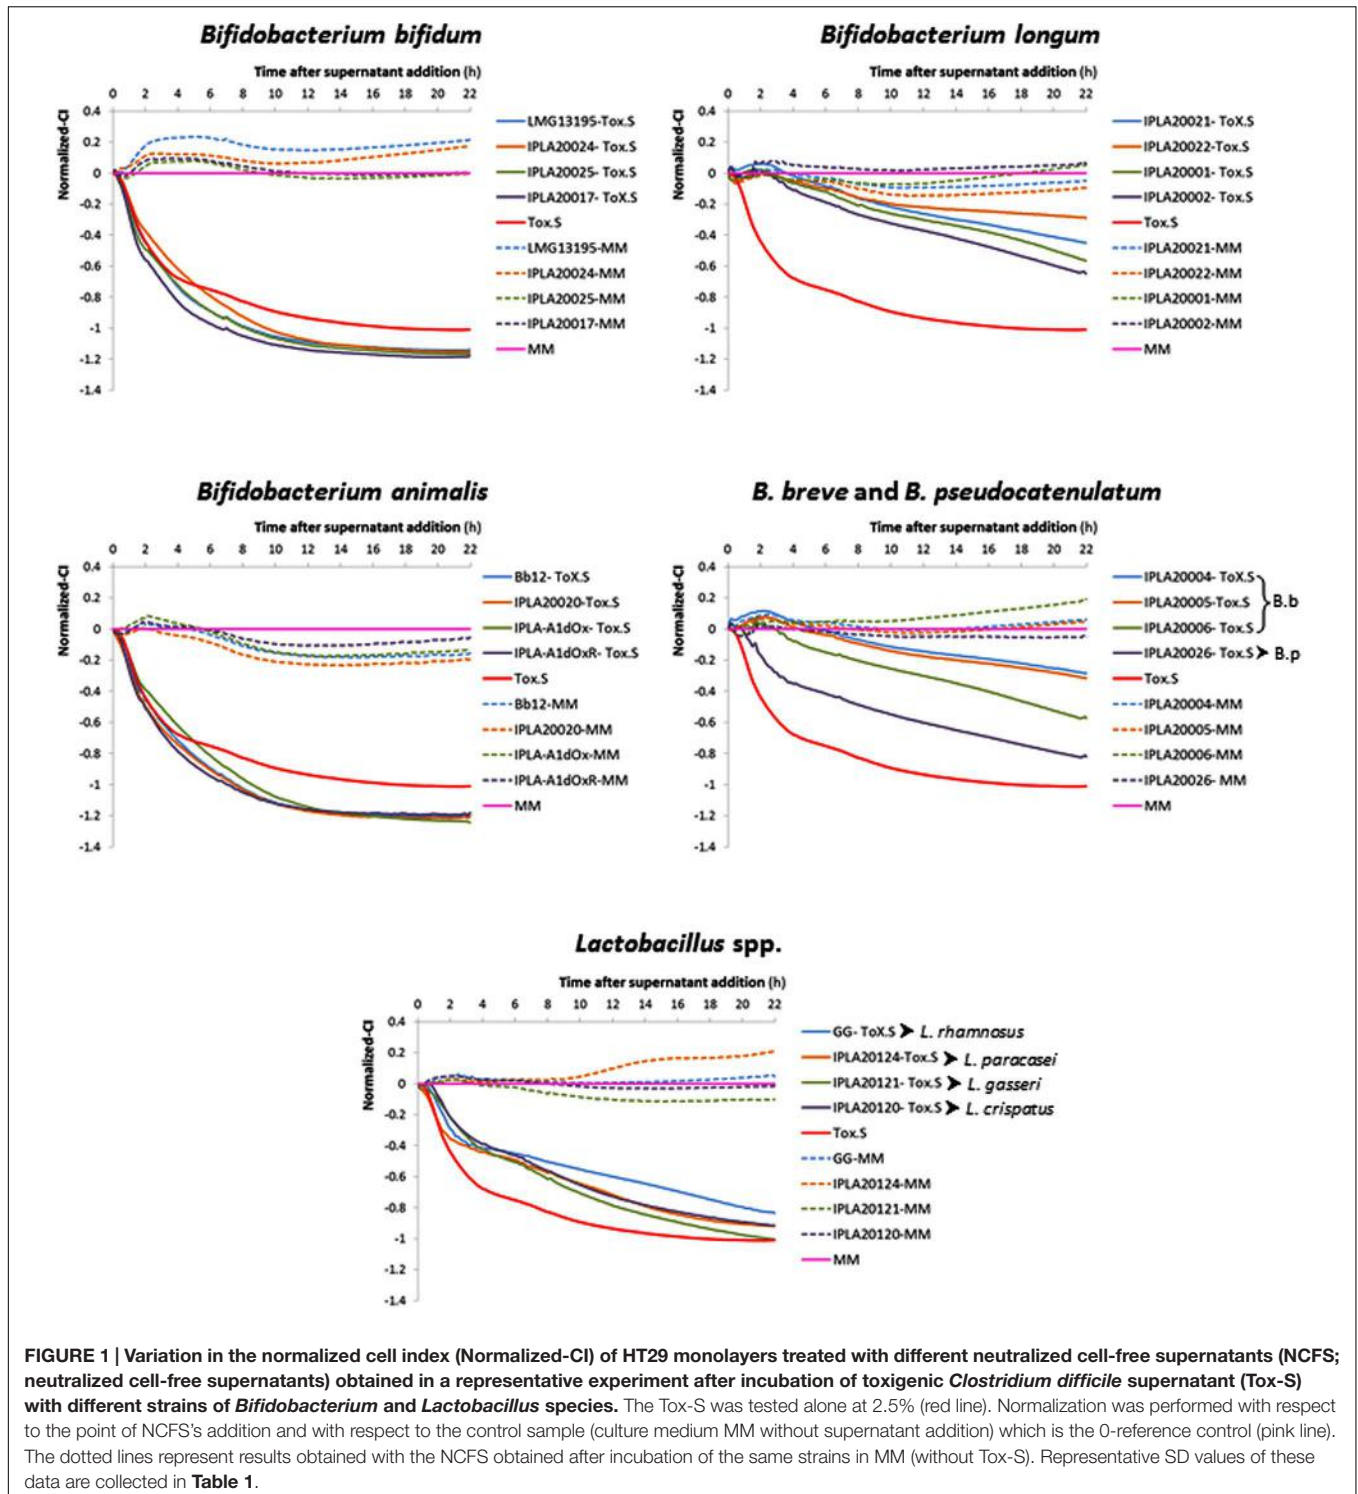 Bifidobacterium bifidum
Time after supernatant addition (h)
0 2 4 6 8 10 12 14 16 18 20 22
Normalized-CI
0.4
0.2
0
-0.2
-0.4
-0.6
-0.8
-1
-1.2
-1.4
LMG13195-Tox.S
IPLA20024- Tox.S
IPLA20025- Tox.S
IPLA20017- ToX.S
Tox.S
LMG13195-MM
IPLA20024-MM
IPLA20025-MM
IPLA20017-MM
MM
Bifidobacterium longum
Time after supernatant addition (h)
0 2 4 6 8 10 12 14 16 18 20 22
Normalized-CI
0.4
0.2
0
-0.2
-0.4
-0.6
-0.8
-1
-1.2
-1.4
IPLA20021- ToX.S
IPLA20022-Tox.S
IPLA20001- Tox.S
IPLA20002- Tox.S
Tox.S
IPLA20021-MM
IPLA20022-MM
IPLA20001-MM
IPLA20002-MM
MM
Bifidobacterium animalis
Time after supernatant addition (h)
0 2 4 6 8 10 12 14 16 18 20 22
Normalized-CI
0.4
0.2
0
-0.2
-0.4
-0.6
-0.8
-1
-1.2
-1.4
Bb12- ToX.S
IPLA20020-Tox.S
IPLA-A1dOx- Tox.S
IPLA-A1dOxR- Tox.S
Tox.S
Bb12-MM
IPLA20020-MM
IPLA-A1dOx-MM
IPLA-A1dOxR-MM
MM
B. breve and B. pseudocatenulatum
Time after supernatant addition (h)
0 2 4 6 8 10 12 14 16 18 20 22
Normalized-CI
0.4
0.2
0
-0.2
-0.4
-0.6
-0.8
-1
-1.2
-1.4
IPLA20004- ToX.S
IPLA20005-Tox.S B.b
IPLA20006- Tox.S
IPLA20026- Tox.S ➤ B.p
Tox.S
IPLA20004-MM
IPLA20005-MM
IPLA20006-MM
IPLA20026- MM
MM
Lactobacillus spp.
Time after supernatant addition (h)
0 2 4 6 8 10 12 14 16 18 20 22
Normalized-CI
0.4
0.2
0
-0.2
-0.4
-0.6
-0.8
-1
-1.2
-1.4
GG- ToX.S ➤ L. rhamnosus
IPLA20124-Tox.S ➤ L. paracasei
IPLA20121- Tox.S ➤ L. gasseri
IPLA20120- Tox.S ➤ L. crispatus
Tox.S
GG-MM
IPLA20124-MM
IPLA20121-MM
IPLA20120-MM
MM
FIGURE 1 | Variation in the normalized cell index (Normalized-CI) of HT29 monolayers treated with different neutralized cell-free supernatants (NCFS;
neutralized cell-free supernatants) obtained in a representative experiment after incubation of toxigenic Clostridium difficile supernatant (Tox-S)
with different strains of Bifidobacterium and Lactobacillus species. The Tox-S was tested alone at 2.5% (red line). Normalization was performed with respect
to the point of NCFS's addition and with respect to the control sample (culture medium MM without supernatant addition) which is the 0-reference control (pink line).
The dotted lines represent results obtained with the NCFS obtained after incubation of the same strains in MM (without Tox-S). Representative SD values of these
data are collected in Table 1.